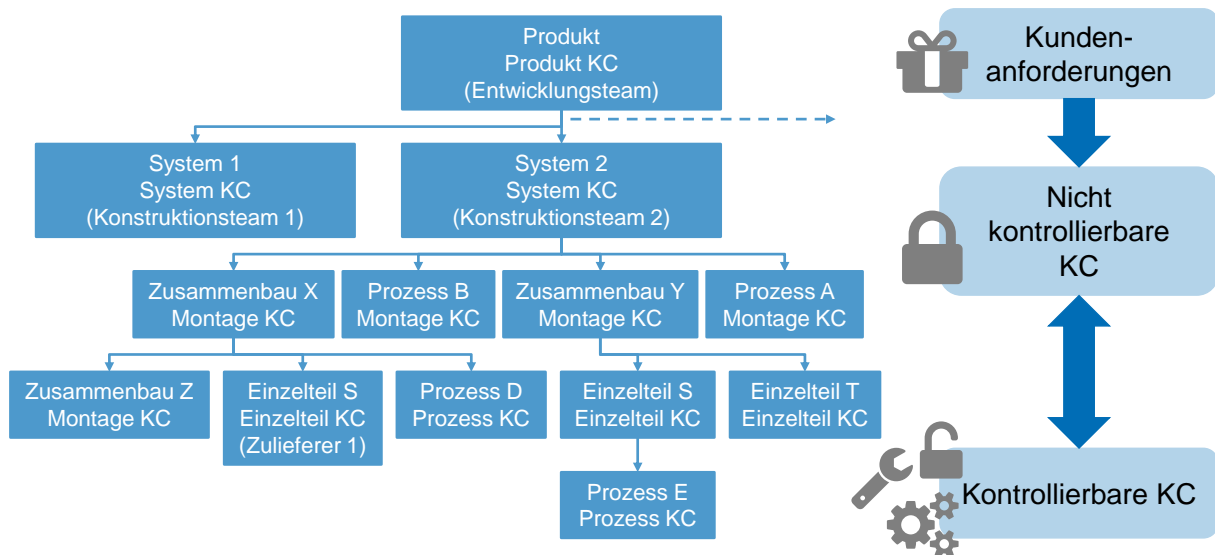 Produkt
Produkt KC
(Entwicklungsteam)
Kunden-
anforderungen
System 1
System KC
(Konstruktionsteam 1)
System 2
System KC
(Konstruktionsteam 2)
Nicht
kontrollierbare
KC
Zusammenbau X
Montage KC
Prozess B
Montage KC
Zusammenbau Y
Montage KC
Prozess A
Montage KC
Zusammenbau Z
Montage KC
Einzelteil S
Einzelteil KC
(Zulieferer 1)
Prozess D
Prozess KC
Einzelteil S
Einzelteil KC
Einzelteil T
Einzelteil KC
Prozess E
Prozess KC
Kontrollierbare KC